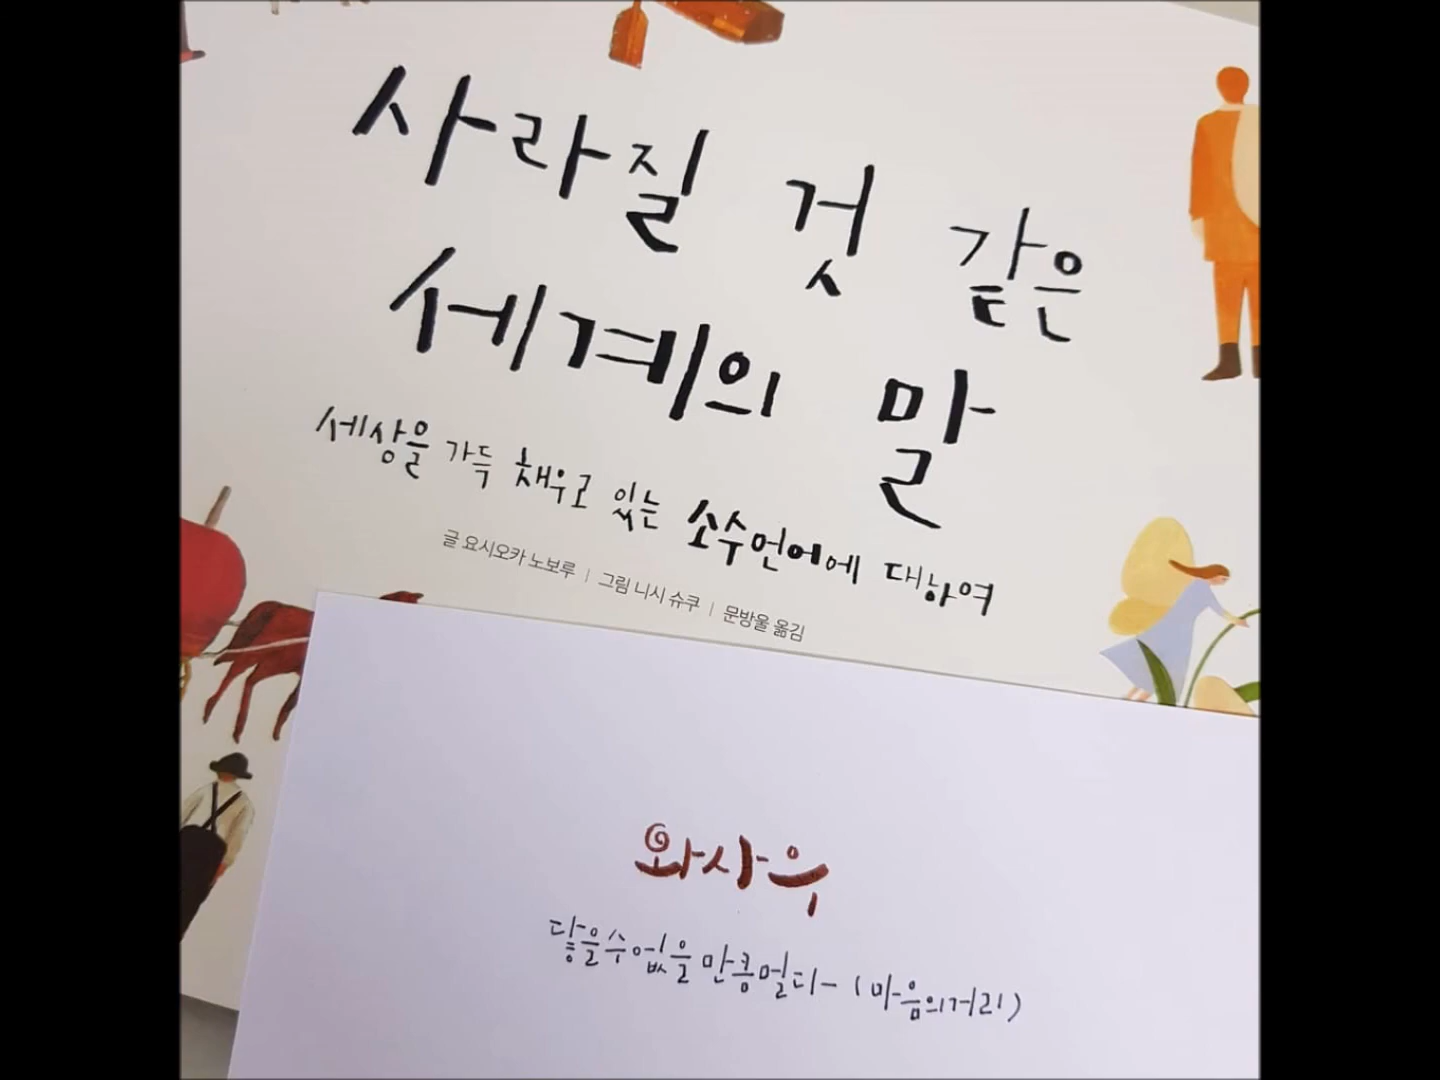 사라질 것 같은
세계의 말
세상을 가득 채우고 있는 소수언어에 대하여
글 요시오카 노보루 | 그림 니시 슈쿠 | 문방울 옮김
와사우
닿을수없을만큼멀다 (마음의거리)